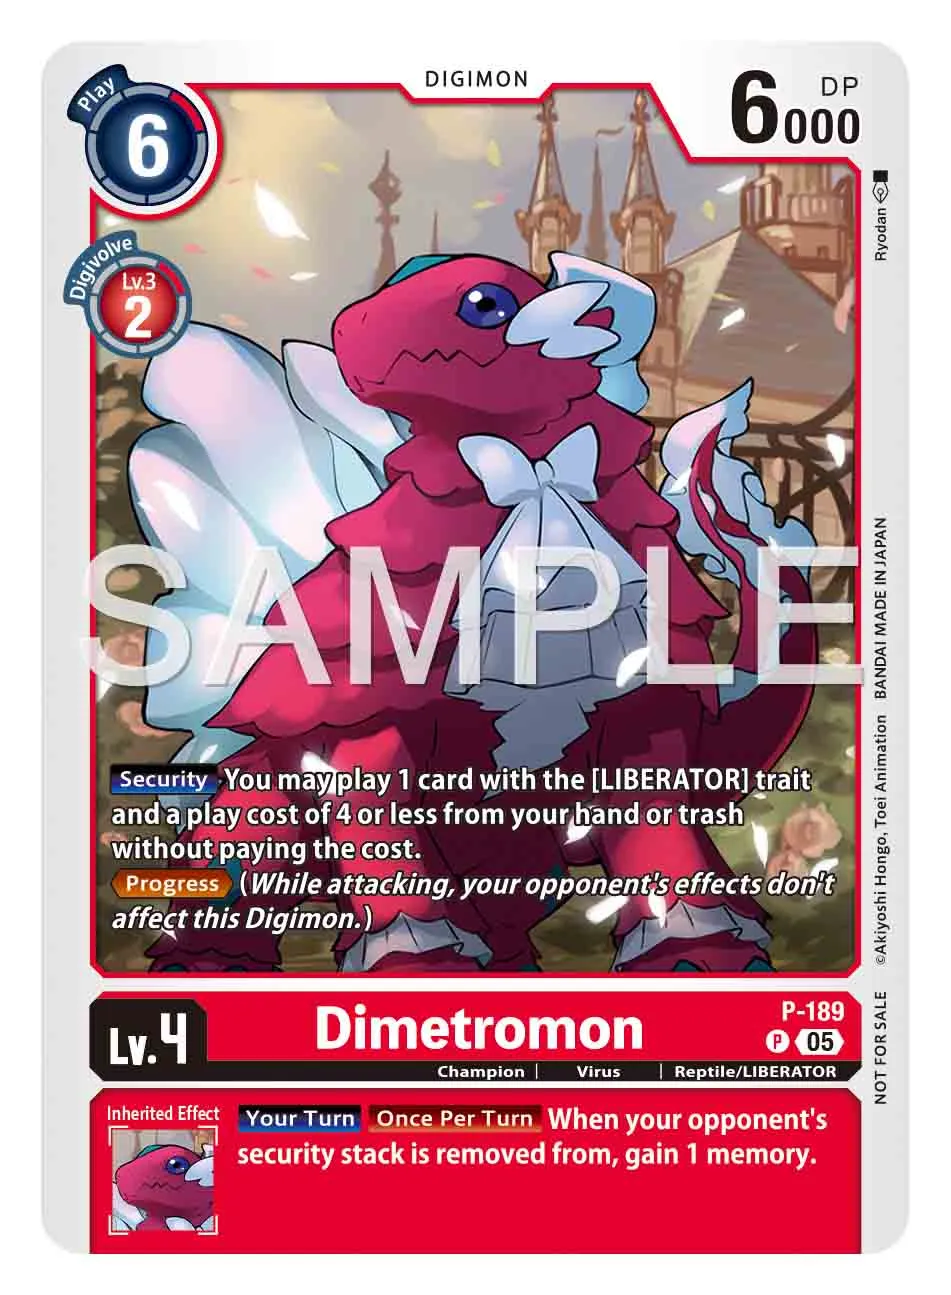 DIGIMON
Play
6
6000
DP
Digivolve
Lv.3
2
Ryodan
SAMPLE
BANDAI MADE IN JAPAN
©Akiyoshi Hongo, Toei Animation
NOT FOR SALE
Security You may play 1 card with the [LIBERATOR] trait
and a play cost of 4 or less from your hand or trash
without paying the cost.
Progress (While attacking, your opponent's effects don't
affect this Digimon.)
Lv.4
Dimetromon
P-189
P 05
Champion | Virus | Reptile/LIBERATOR
Inherited Effect
Your Turn Once Per Turn When your opponent's
security stack is removed from, gain 1 memory.